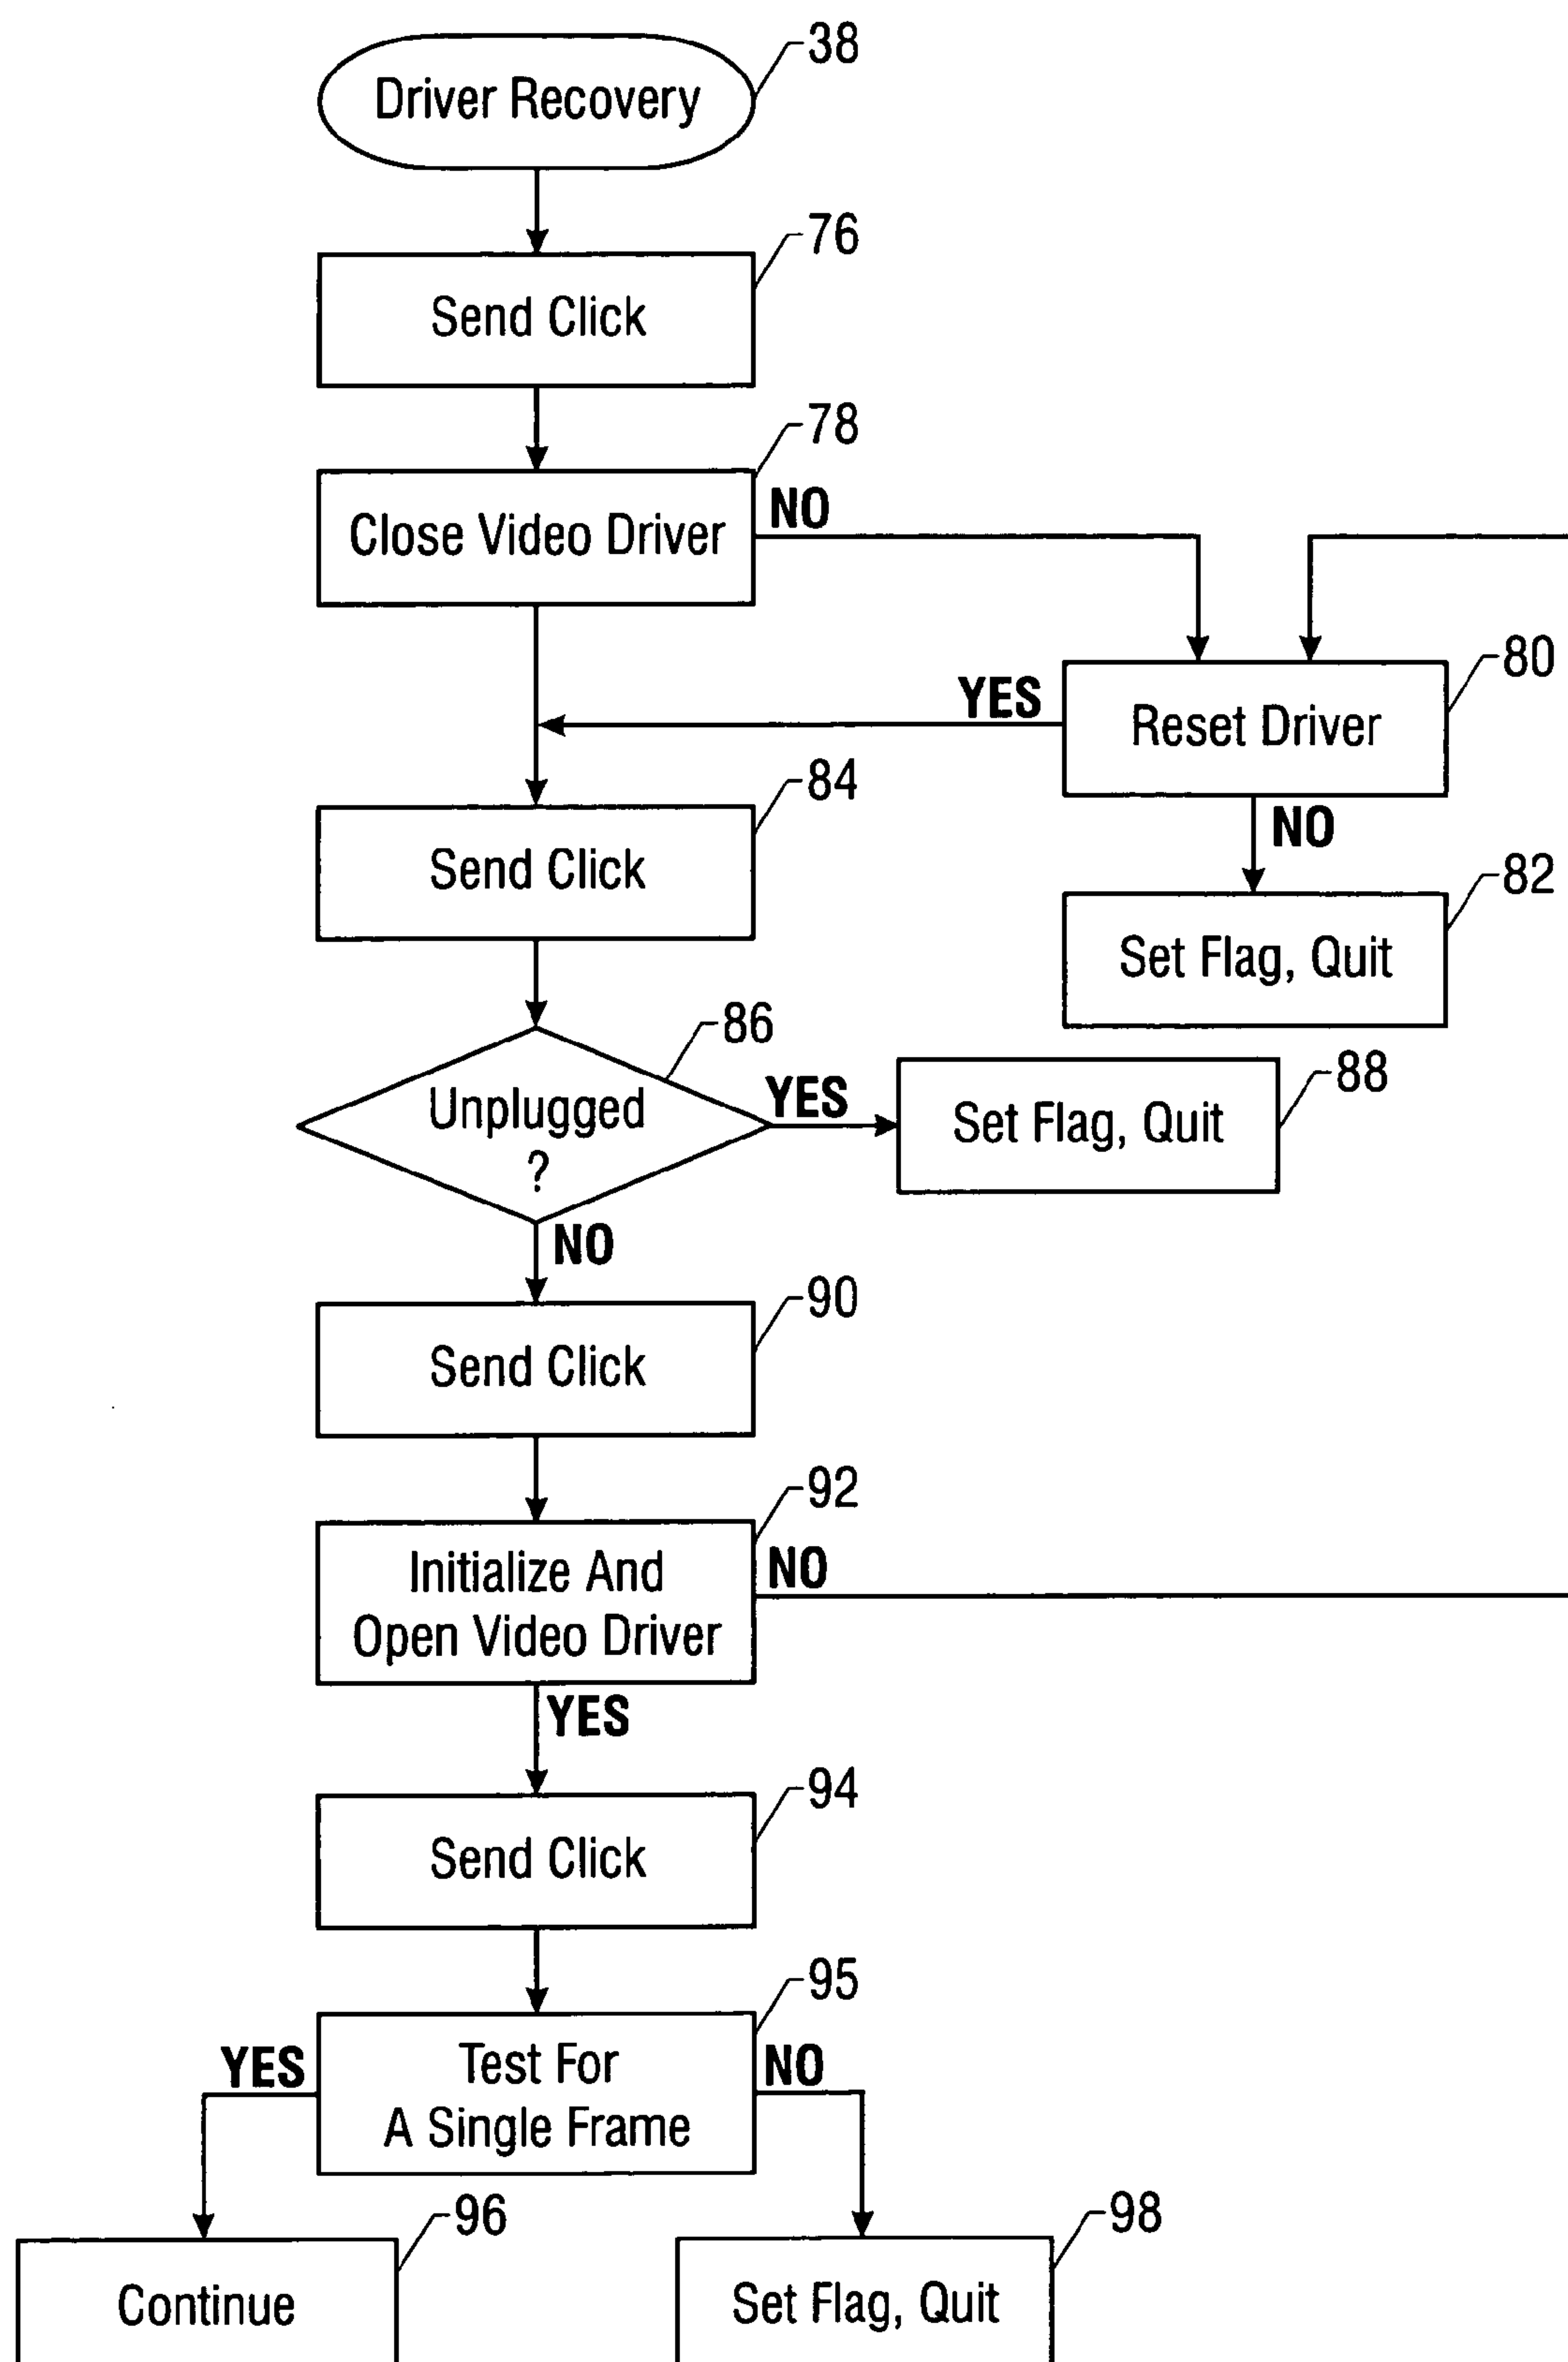 38
Driver Recovery
76
Send Click
78
Close Video Driver
NO
80
Reset Driver
YES
NO
84
Send Click
82
Set Flag, Quit
86
Unplugged
?
YES
88
Set Flag, Quit
NO
90
Send Click
92
Initialize And
Open Video Driver
NO
YES
94
Send Click
95
Test For
A Single Frame
YES
NO
96
Continue
98
Set Flag, Quit